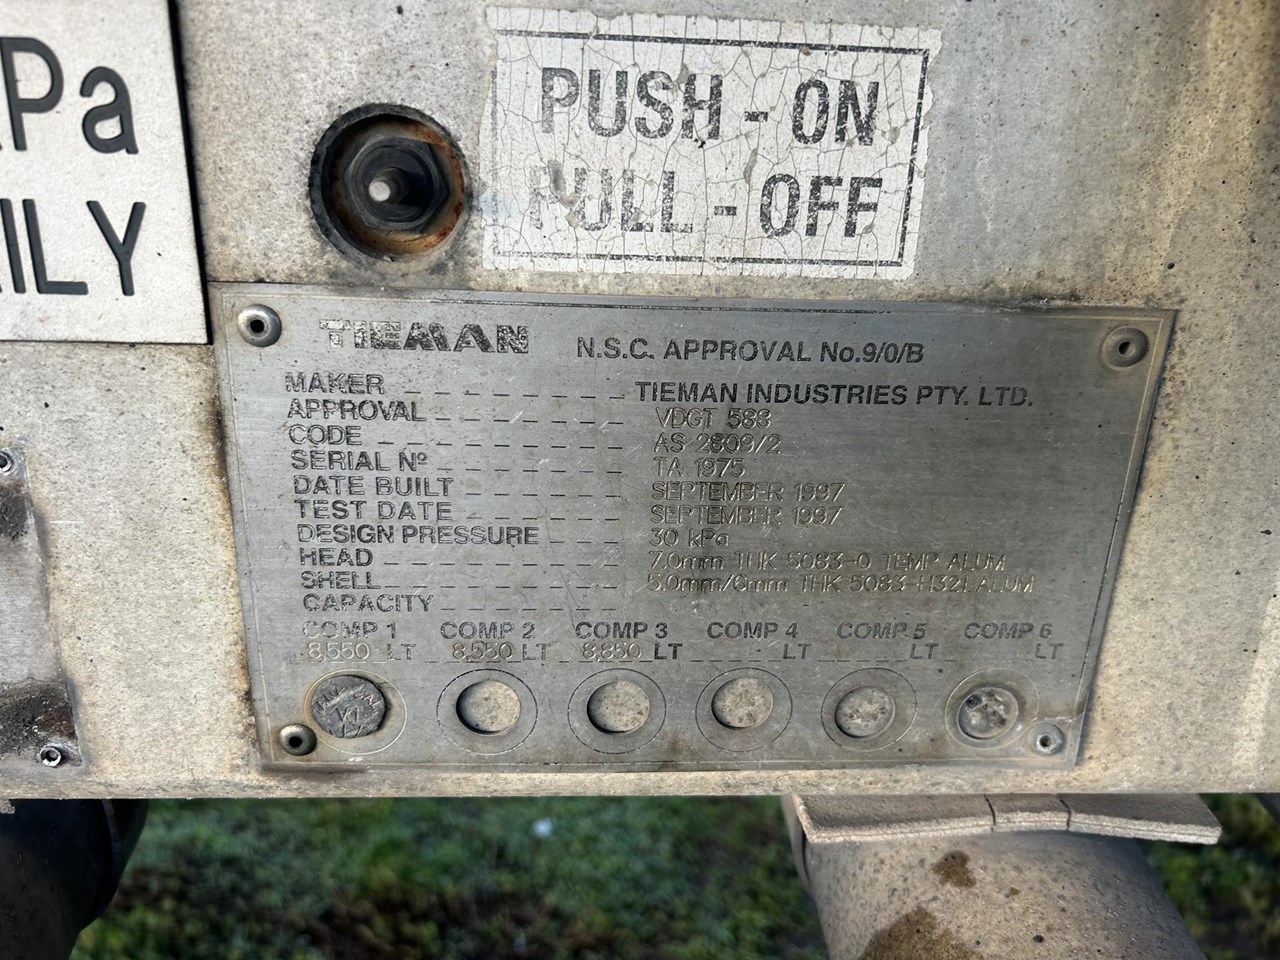 Pa
ILY
PUSH - ON
PULL - OFF
TIEMAN N.S.C. APPROVAL No.9/0/B
MAKER _ _ _ _ _ _ _ TIEMAN INDUSTRIES PTY. LTD.
APPROVAL _ _ _ _ _ _ VDGT 588
CODE _ _ _ _ _ _ _ AS 2809/2
SERIAL Nº _ _ _ _ _ _ TA 1975
DATE BUILT _ _ _ _ _ SEPTEMBER 1997
TEST DATE _ _ _ _ _ SEPTEMBER 1997
DESIGN PRESSURE _ _ _ 30 kPa
HEAD _ _ _ _ _ _ _ 7.0mm THK 5083-0 TEMP ALUM
SHELL _ _ _ _ _ _ _ 5.0mm/6mm THK 5083-H321 ALUM
CAPACITY _ _ _ _ _ _
COMP 1 COMP 2 COMP 3 COMP 4 COMP 5 COMP 6
8,550 LT 8,550 LT 8,850 LT LT LT LT